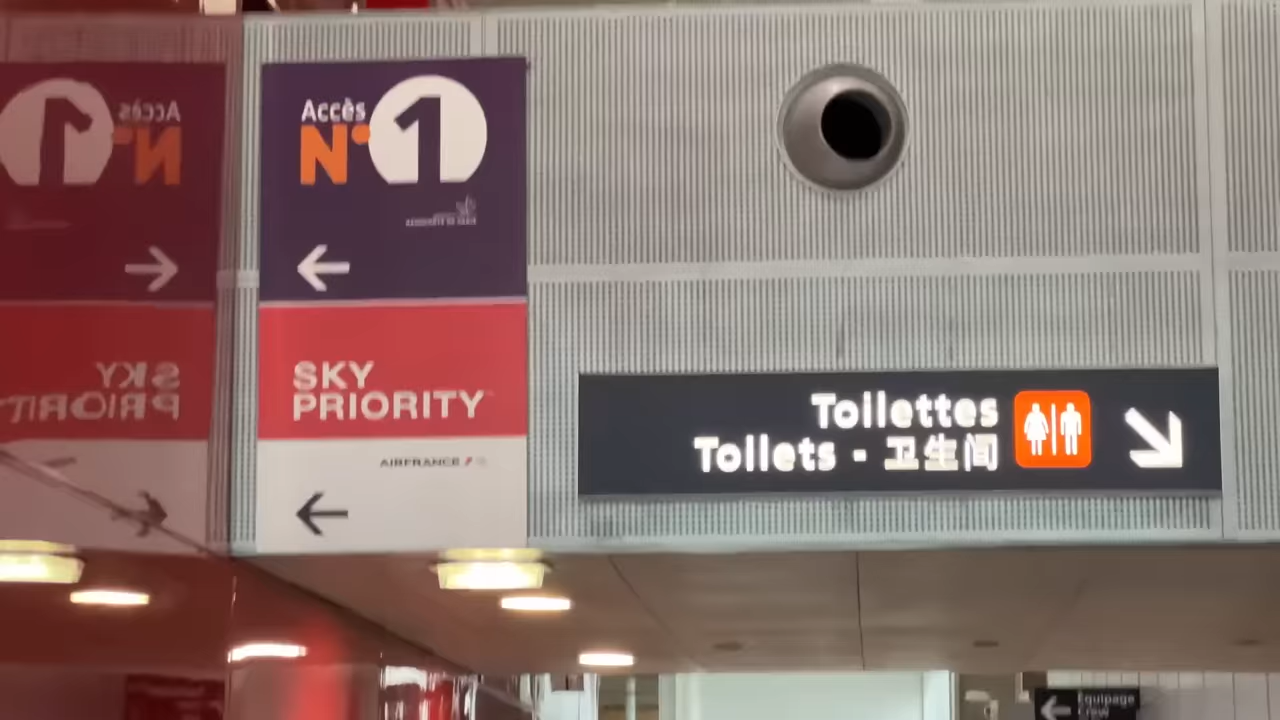 Accès
N°1
SKY
PRIORITY
AIRFRANCE
Toilettes
Toilets - 卫生间
Equipage
Crew